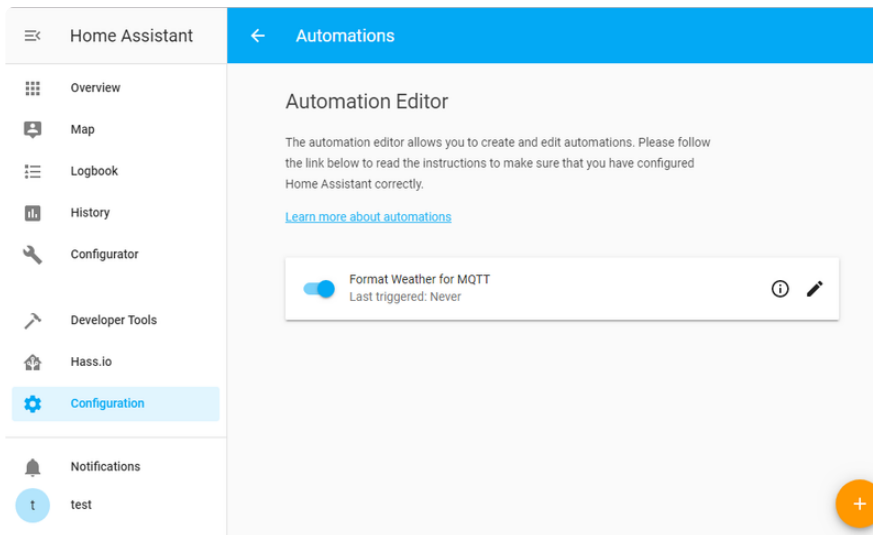 Home Assistant
Automations
Overview
Map
Logbook
History
Configurator
Developer Tools
Hass.io
Configuration
Notifications
t
test
Automation Editor
The automation editor allows you to create and edit automations. Please follow
the link below to read the instructions to make sure that you have configured
Home Assistant correctly.
Learn more about automations
Format Weather for MQTT
Last triggered: Never